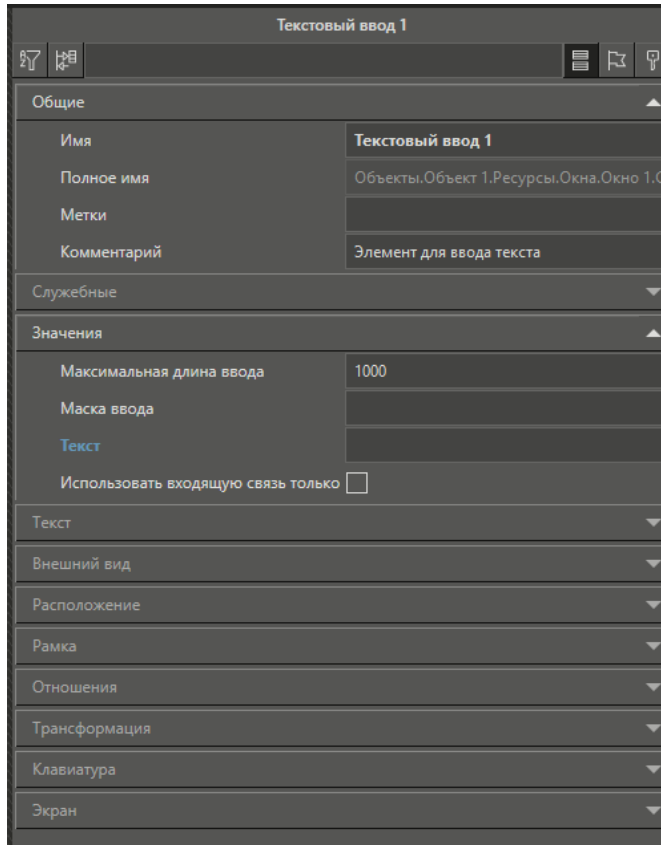 Текстовый ввод 1
Общие
Имя Текстовый ввод 1
Полное имя Объекты.Объект 1.Ресурсы.Окна.Окно 1.
Метки
Комментарий Элемент для ввода текста
Служебные
Значения
Максимальная длина ввода 1000
Маска ввода
Текст
Использовать входящую связь только
Текст
Внешний вид
Расположение
Рамка
Отношения
Трансформация
Клавиатура
Экран